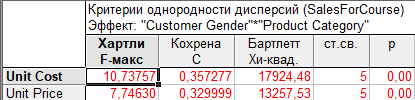 Критерии однородности дисперсий (SalesForCourse)
Эффект: "Customer Gender"*"Product Category"
Хартли F-макс Кохрена C Бартлетт Хи-квад. ст.св. p
Unit Cost 10,73757 0,357277 17924,48 5 0,00
Unit Price 7,74630 0,329999 13257,53 5 0,00